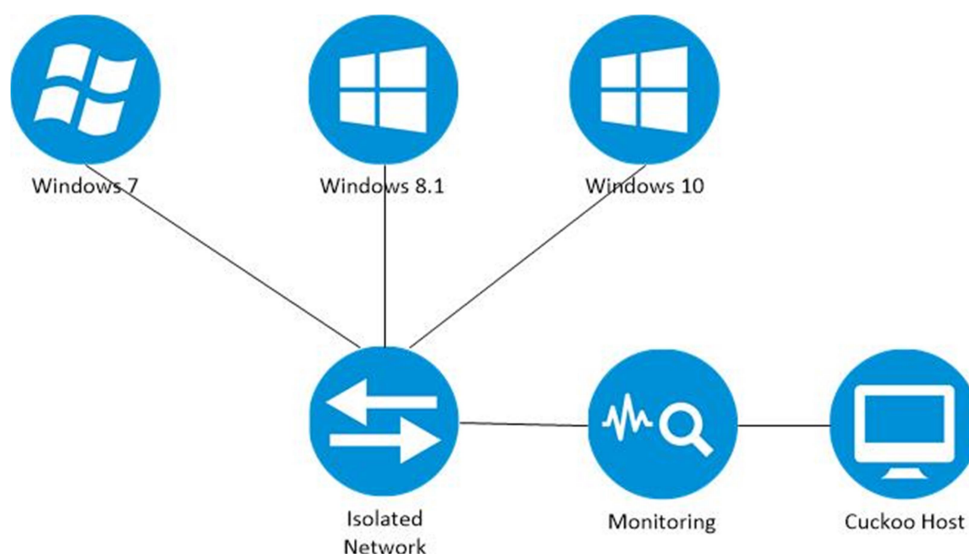 Windows 7
Windows 8.1
Windows 10
Isolated
Network
Monitoring
Cuckoo Host